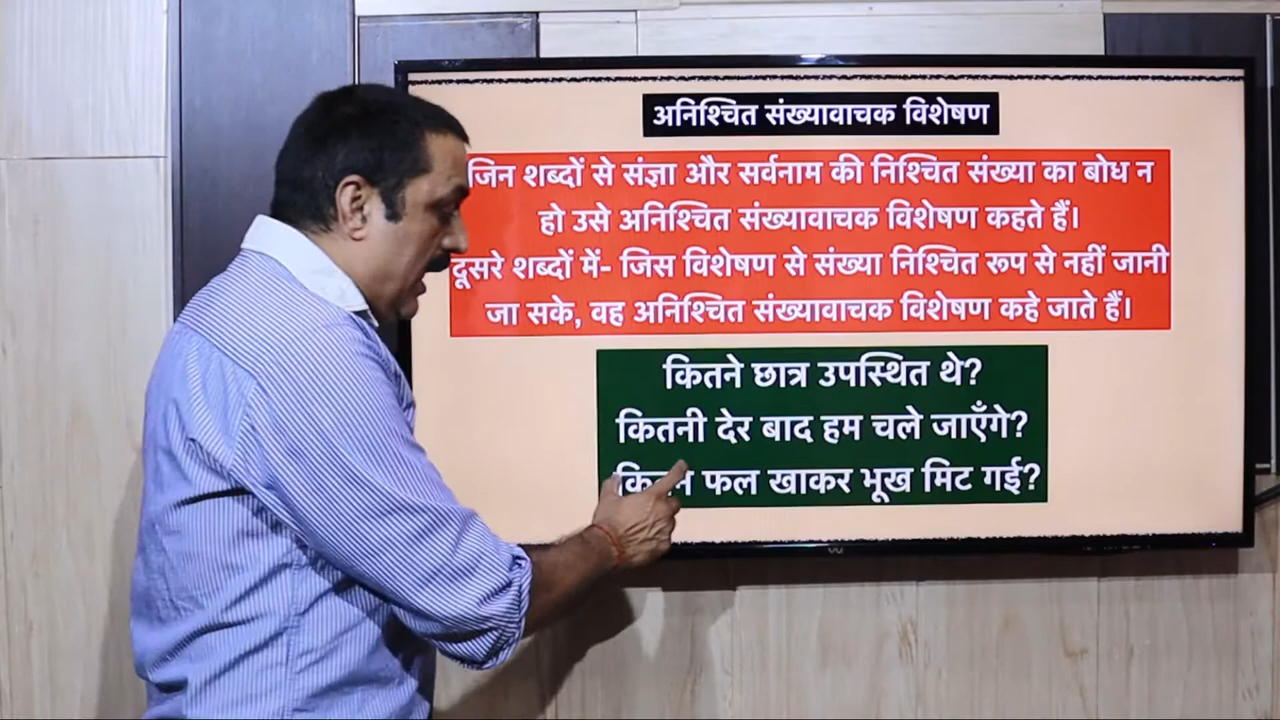 अनिश्चित संख्यावाचक विशेषण
जिन शब्दों से संज्ञा और सर्वनाम की निश्चित संख्या का बोध न
हो उसे अनिश्चित संख्यावाचक विशेषण कहते हैं।
दूसरे शब्दों में- जिस विशेषण से संख्या निश्चित रूप से नहीं जानी
जा सके, वह अनिश्चित संख्यावाचक विशेषण कहे जाते हैं।
कितने छात्र उपस्थित थे?
कितनी देर बाद हम चले जाएँगे?
फल खाकर भूख मिट गई?